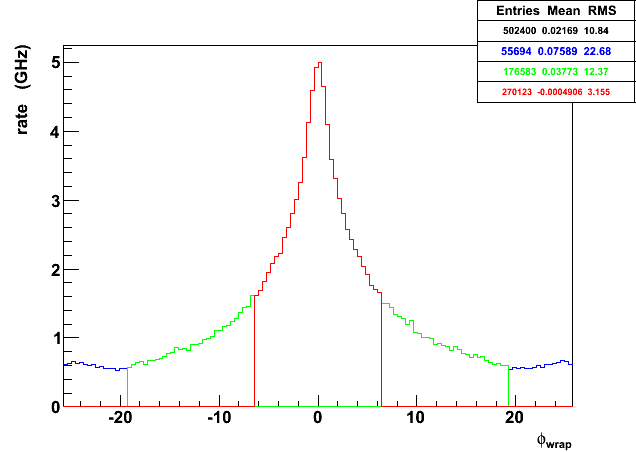 Entries Mean RMS
502400 0.02169 10.84
55694 0.07589 22.68
176583 0.03773 12.37
270123 -0.0004906 3.155
rate (GHz)
5
4
3
2
1
0
-20 -10 0 10 20
ϕwrap